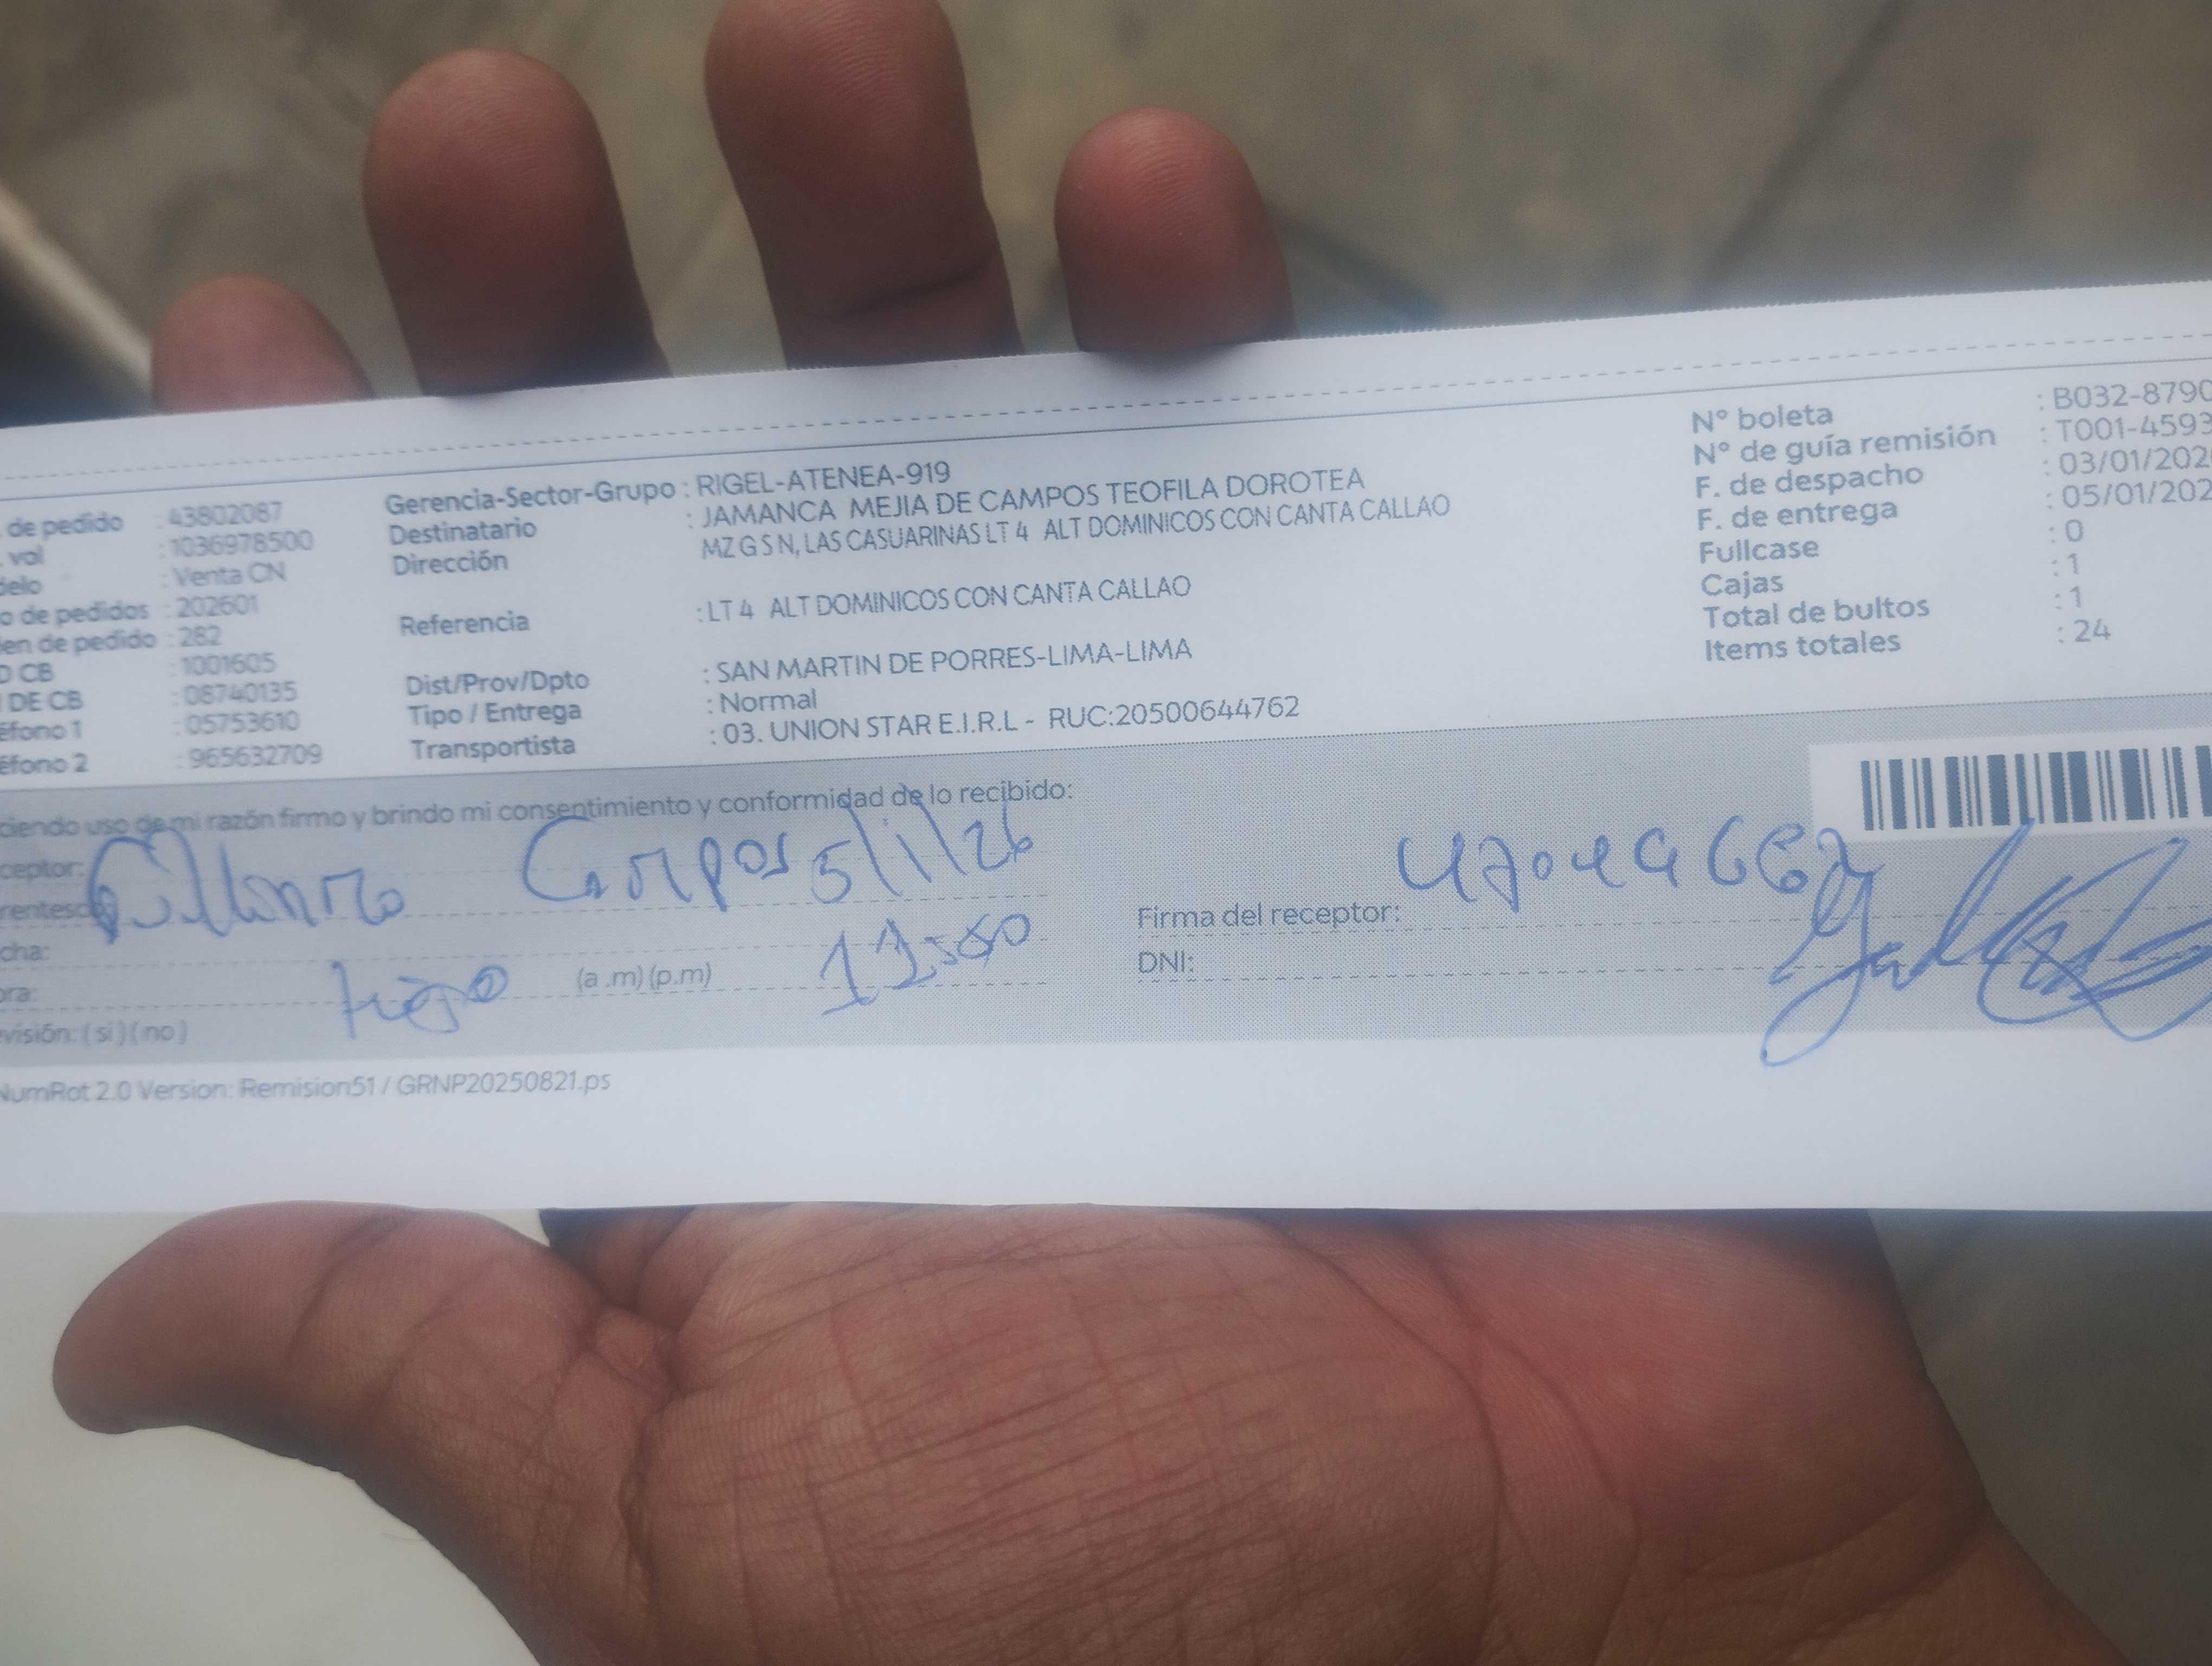 de pedido : 43802087
vol : 1036978500
delo : Venta CN
o de pedidos : 202601
en de pedido : 282
D CB : 1001605
DE CB : 08740135
éfono 1 : 05753610
éfono 2 : 965632709
Gerencia-Sector-Grupo : RIGEL-ATENEA-919
Destinatario : JAMANCA MEJIA DE CAMPOS TEOFILA DOROTEA
Dirección MZ G S N, LAS CASUARINAS LT 4 ALT DOMINICOS CON CANTA CALLAO
Referencia : LT 4 ALT DOMINICOS CON CANTA CALLAO
Dist/Prov/Dpto : SAN MARTIN DE PORRES-LIMA-LIMA
Tipo / Entrega : Normal
Transportista : 03. UNION STAR E.I.R.L - RUC:20500644762
N° boleta : B032-8790
N° de guía remisión : T001-4593
F. de despacho : 03/01/202
F. de entrega : 05/01/202
Fullcase : 0
Cajas : 1
Total de bultos : 1
Items totales : 24
ciendo uso de mi razón firmo y brindo mi consentimiento y conformidad de lo recibido:
ceptor:
Campos 5/1/26
rentesco
cha:
ora: (a .m) (p.m)
visión: ( si ) ( no )
Firma del receptor:
DNI:
NumRot 2.0 Version: Remision51 / GRNP20250821.ps